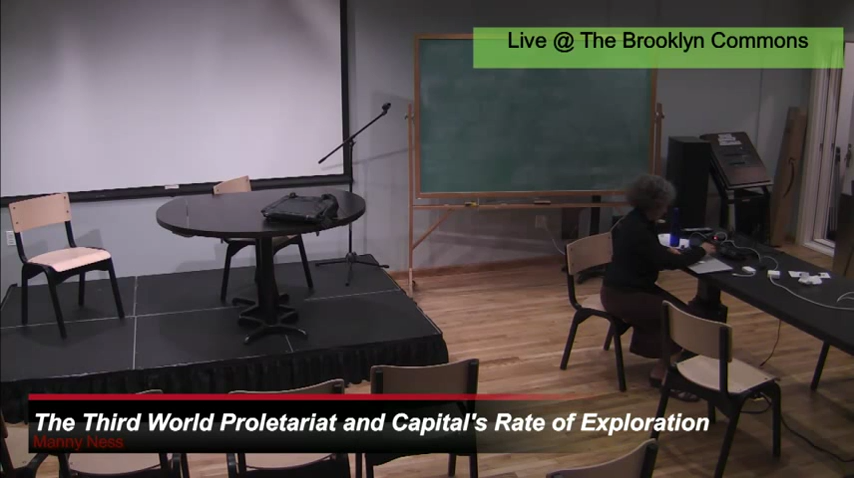 Live @ The Brooklyn Commons
The Third World Proletariat and Capital's Rate of Exploration
Manny Ness